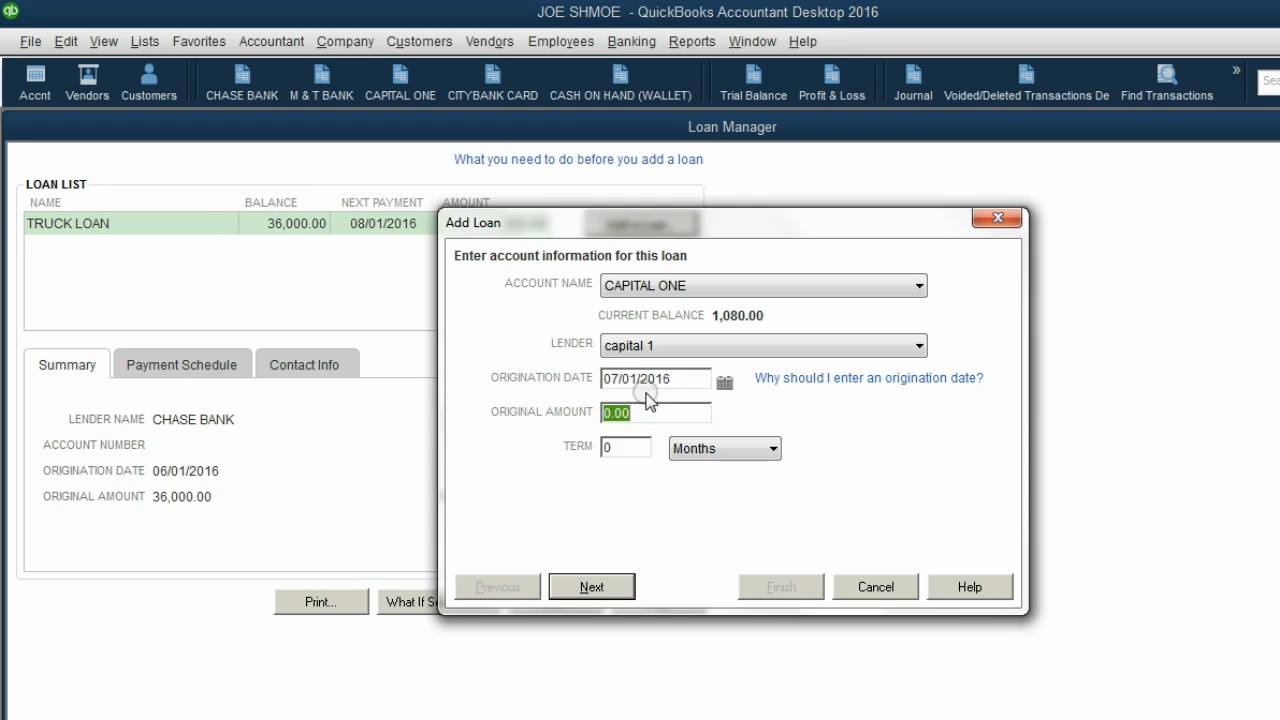 qb
JOE SHMOE - QuickBooks Accountant Desktop 2016
File Edit View Lists Favorites Accountant Company Customers Vendors Employees Banking Reports Window Help
Accnt Vendors Customers CHASE BANK M & T BANK CAPITAL ONE CITYBANK CARD CASH ON HAND (WALLET) Trial Balance Profit & Loss Journal Voided/Deleted Transactions De Find Transactions » Sea
Loan Manager
What you need to do before you add a loan
LOAN LIST
NAME BALANCE NEXT PAYMENT AMOUNT
TRUCK LOAN 36,000.00 08/01/2016
Summary Payment Schedule Contact Info
LENDER NAME CHASE BANK
ACCOUNT NUMBER
ORIGINATION DATE 06/01/2016
ORIGINAL AMOUNT 36,000.00
Print... What If S
Add Loan
Enter account information for this loan
ACCOUNT NAME CAPITAL ONE
CURRENT BALANCE 1,080.00
LENDER capital 1
ORIGINATION DATE 07/01/2016 Why should I enter an origination date?
ORIGINAL AMOUNT 0.00
TERM 0 Months
Previous Next Finish Cancel Help